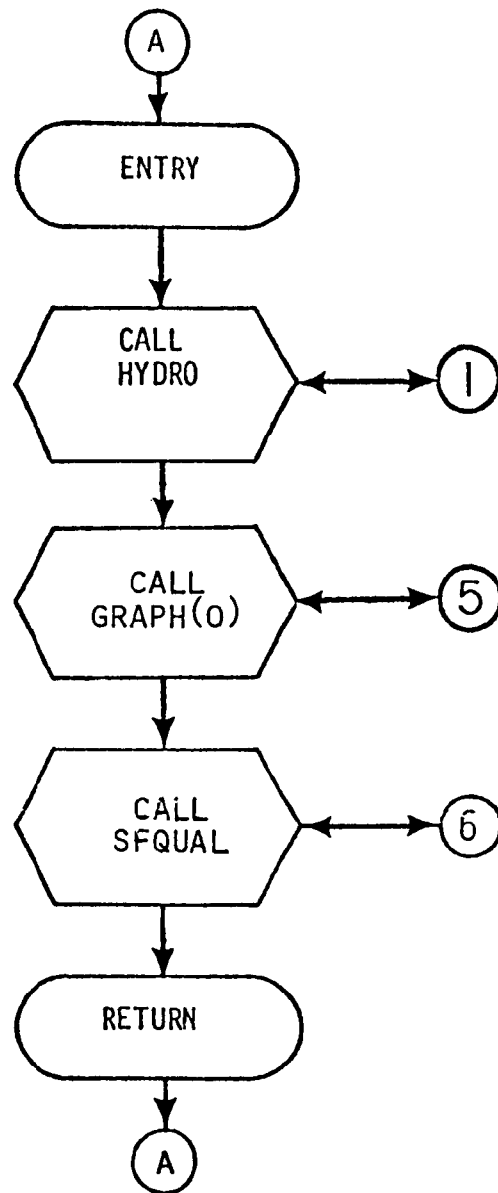 A
ENTRY
CALL
HYDRO
1
CALL
GRAPH(0)
5
CALL
SFQUAL
6
RETURN
A